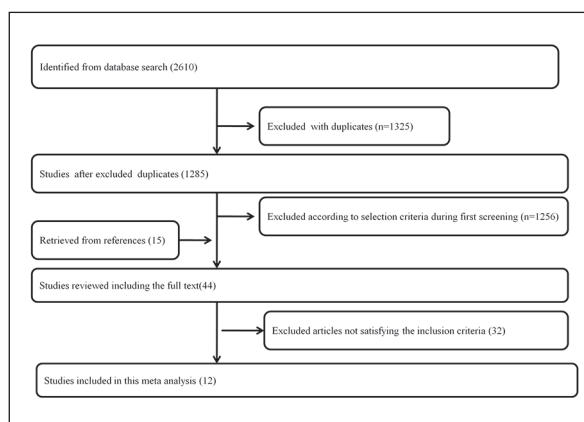 Identified from database search (2610)
Excluded with duplicates (n=1325)
Studies after excluded duplicates (1285)
Excluded according to selection criteria during first screening (n=1256)
Retrieved from references (15)
Studies reviewed including the full text(44)
Excluded articles not satisfying the inclusion criteria (32)
Studies included in this meta analysis (12)